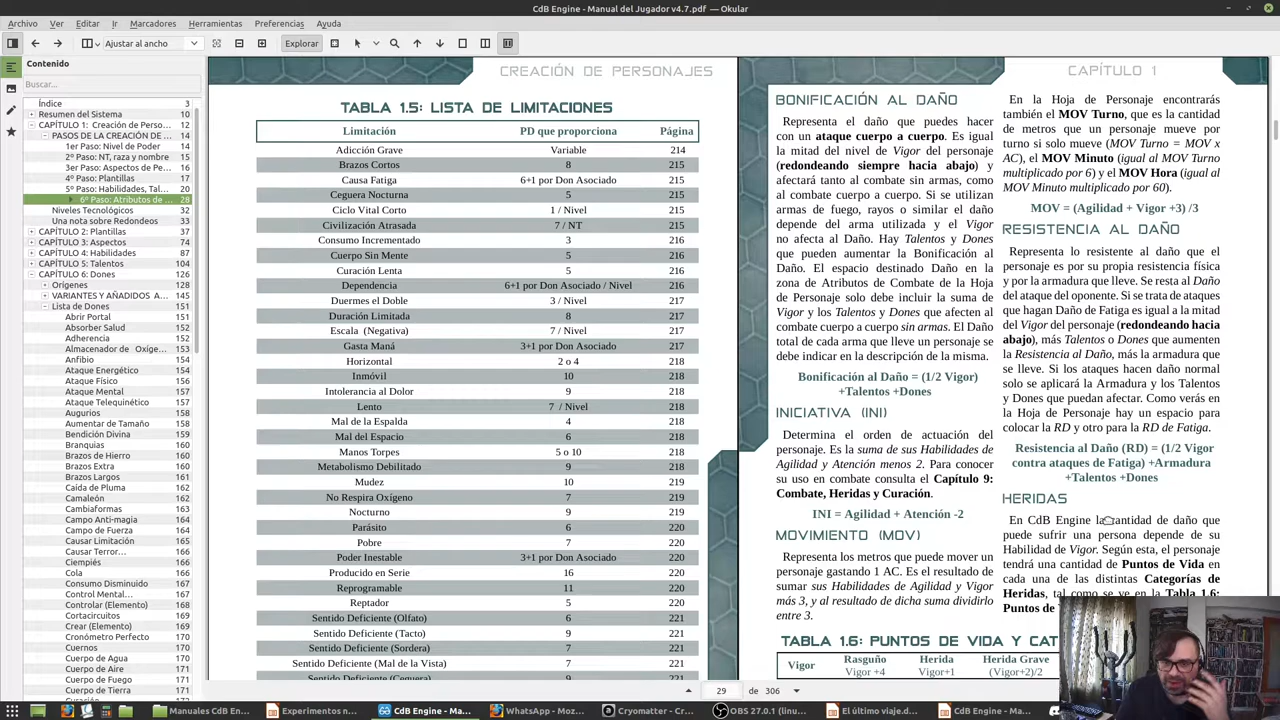 CdB Engine - Manual del Jugador v4.7.pdf — Okular
Archivo Ver Editar Ir Marcadores Herramientas Preferencias Ayuda
Ajustar al ancho
Explorar
Contenido
Buscar...
Índice 3
Resumen del Sistema 10
CAPÍTULO 1: Creación de Perso... 12
PASOS DE LA CREACIÓN DE ... 14
1er Paso: Nivel de Poder 14
2º Paso: NT, raza y nombre 15
3er Paso: Aspectos de Pe... 16
4º Paso: Plantillas 17
5º Paso: Habilidades, Tal... 20
6º Paso: Atributos de ... 28
Niveles Tecnológicos 32
Una nota sobre Redondeos 33
CAPÍTULO 2: Plantillas 37
CAPÍTULO 3: Aspectos 74
CAPÍTULO 4: Habilidades 87
CAPÍTULO 5: Talentos 104
CAPÍTULO 6: Dones 126
Orígenes 128
VARIANTES Y AÑADIDOS A... 145
Lista de Dones 151
Abrir Portal 151
Absorber Salud 152
Adherencia 152
Almacenador de Oxíge... 153
Anfibio 154
Ataque Energético 154
Ataque Físico 156
Ataque Mental 157
Ataque Telequinético 157
Augurios 158
Aumentar de Tamaño 158
Bendición Divina 159
Branquias 160
Brazos de Hierro 160
Brazos Extra 160
Brazos Largos 161
Caída de Pluma 162
Camaleón 162
Cambiaformas 163
Campo Anti-magia 164
Campo de Fuerza 164
Causar Limitación 165
Causar Terror... 166
Ciempiés 167
Cola 166
Consumo Disminuido 167
Control Mental... 167
Controlar (Elemento) 168
Cortacircuitos 168
Crear (Elemento) 169
Cronómetro Perfecto 170
Cuernos 170
Cuerpo de Agua 170
Cuerpo de Aire 171
Cuerpo de Fuego 171
Cuerpo de Tierra 171
CREACIÓN DE PERSONAJES
TABLA 1.5: LISTA DE LIMITACIONES
Limitación PD que proporciona Página
Adicción Grave Variable 214
Brazos Cortos 8 215
Causa Fatiga 6+1 por Don Asociado 215
Ceguera Nocturna 5 215
Ciclo Vital Corto 1 / Nivel 215
Civilización Atrasada 7 / NT 215
Consumo Incrementado 3 216
Cuerpo Sin Mente 5 216
Curación Lenta 5 216
Dependencia 6+1 por Don Asociado / Nivel 216
Duermes el Doble 3 / Nivel 217
Duración Limitada 8 217
Escala (Negativa) 7 / Nivel 217
Gasta Maná 3+1 por Don Asociado 217
Horizontal 2 o 4 218
Inmóvil 10 218
Intolerancia al Dolor 9 218
Lento 7 / Nivel 218
Mal de la Espalda 4 218
Mal del Espacio 6 218
Manos Torpes 5 o 10 218
Metabolismo Debilitado 9 218
Mudez 10 219
No Respira Oxígeno 7 219
Nocturno 9 219
Parásito 6 220
Pobre 7 220
Poder Inestable 3+1 por Don Asociado 220
Producido en Serie 16 220
Reprogramable 11 220
Reptador 5 220
Sentido Deficiente (Olfato) 6 221
Sentido Deficiente (Tacto) 9 221
Sentido Deficiente (Sordera) 7 221
Sentido Deficiente (Mal de la Vista) 7 221
Sentido Deficiente (Ceguera) 9 221
CAPÍTULO 1
BONIFICACIÓN AL DAÑO
Representa el daño que puedes hacer
con un ataque cuerpo a cuerpo. Es igual
la mitad del nivel de Vigor del personaje
(redondeando siempre hacia abajo) y
afectará tanto al combate sin armas, como
al combate cuerpo a cuerpo. Si utilizan
armas de fuego, rayos o similar el daño
depende del arma utilizada y el Vigor
no afecta al Daño. Hay Talentos y Dones
que pueden aumentar la Bonificación al
Daño. El espacio destinado Daño en la
zona de Atributos de Combate de la Hoja
de Personaje solo debe incluir la suma de
Vigor y los Talentos y Dones que afecten al
combate cuerpo a cuerpo sin armas. El Daño
total de cada arma que lleve un personaje se
debe indicar en la descripción de la misma.
Bonificación al Daño = (1/2 Vigor)
+Talentos +Dones
INICIATIVA (INI)
Determina el orden de actuación del
personaje. Es la suma de sus Habilidades de
Agilidad y Atención menos 2. Para conocer
su uso en combate consulta el Capítulo 9:
Combate, Heridas y Curación.
INI = Agilidad + Atención -2
MOVIMIENTO (MOV)
Representa los metros que puede mover un
personaje gastando 1 AC. Es el resultado de
sumar sus Habilidades de Agilidad y Vigor
más 3, y al resultado de dicha suma dividirlo
entre 3.
En la Hoja de Personaje encontrarás
también el MOV Turno, que es la cantidad
de metros que un personaje mueve por
turno si solo mueve (MOV Turno = MOV x
AC), el MOV Minuto (igual al MOV Turno
multiplicado por 6) y el MOV Hora (igual al
MOV Minuto multiplicado por 60).
MOV = (Agilidad + Vigor +3) /3
RESISTENCIA AL DAÑO
Representa lo resistente al daño que el
personaje es por su propia resistencia física
y por la armadura que lleve. Se resta al Daño
del ataque del oponente. Si se trata de ataques
que hagan Daño de Fatiga es igual a la mitad
del Vigor del personaje (redondeando hacia
abajo), más Talentos o Dones que aumenten
la Resistencia al Daño, más la armadura que
se lleve. Si los ataques hacen daño normal
solo se aplicará la Armadura y los Talentos
y Dones que puedan afectar. Como verás en
la Hoja de Personaje hay un espacio para
colocar la RD y otro para la RD de Fatiga.
Resistencia al Daño (RD) = (1/2 Vigor
contra ataques de Fatiga) +Armadura
+Talentos +Dones
HERIDAS
En CdB Engine la cantidad de daño que
puede sufrir una persona depende de su
Habilidad de Vigor. Según esta, el personaje
tendrá una cantidad de Puntos de Vida en
cada una de las distintas Categorías de
Heridas, tal como se ve en la Tabla 1.6:
Puntos de
TABLA 1.6: PUNTOS DE VIDA Y CAT
Vigor Rasguño Herida Herida Grave
Vigor +4 Vigor+1 (Vigor+2)/2
29 de 306
Manuales CdB En... Experimentos n... CdB Engine - Ma... WhatsApp - Moz... Cryomatter - Cr... OBS 27.0.1 (linu... El último viaje.d... CdB Engine - Ma...